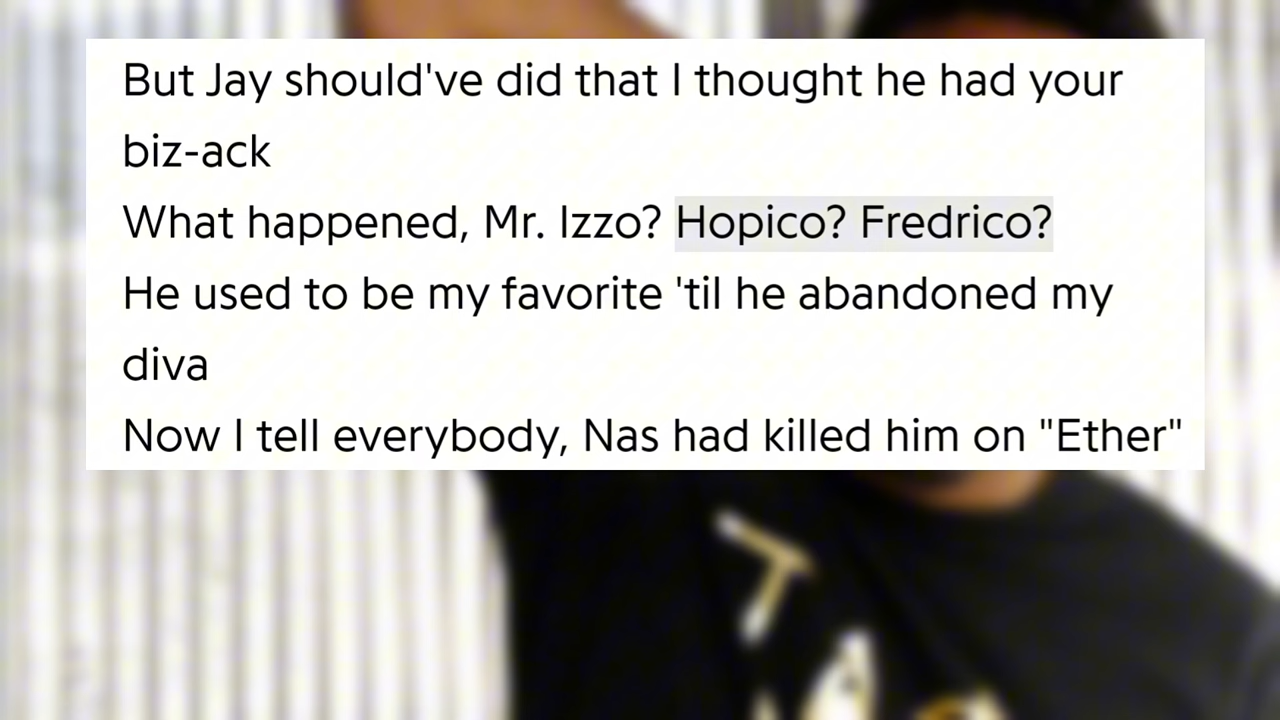 But Jay should've did that I thought he had your
biz-ack
What happened, Mr. Izzo? Hopico? Fredrico?
He used to be my favorite 'til he abandoned my
diva
Now I tell everybody, Nas had killed him on "Ether"